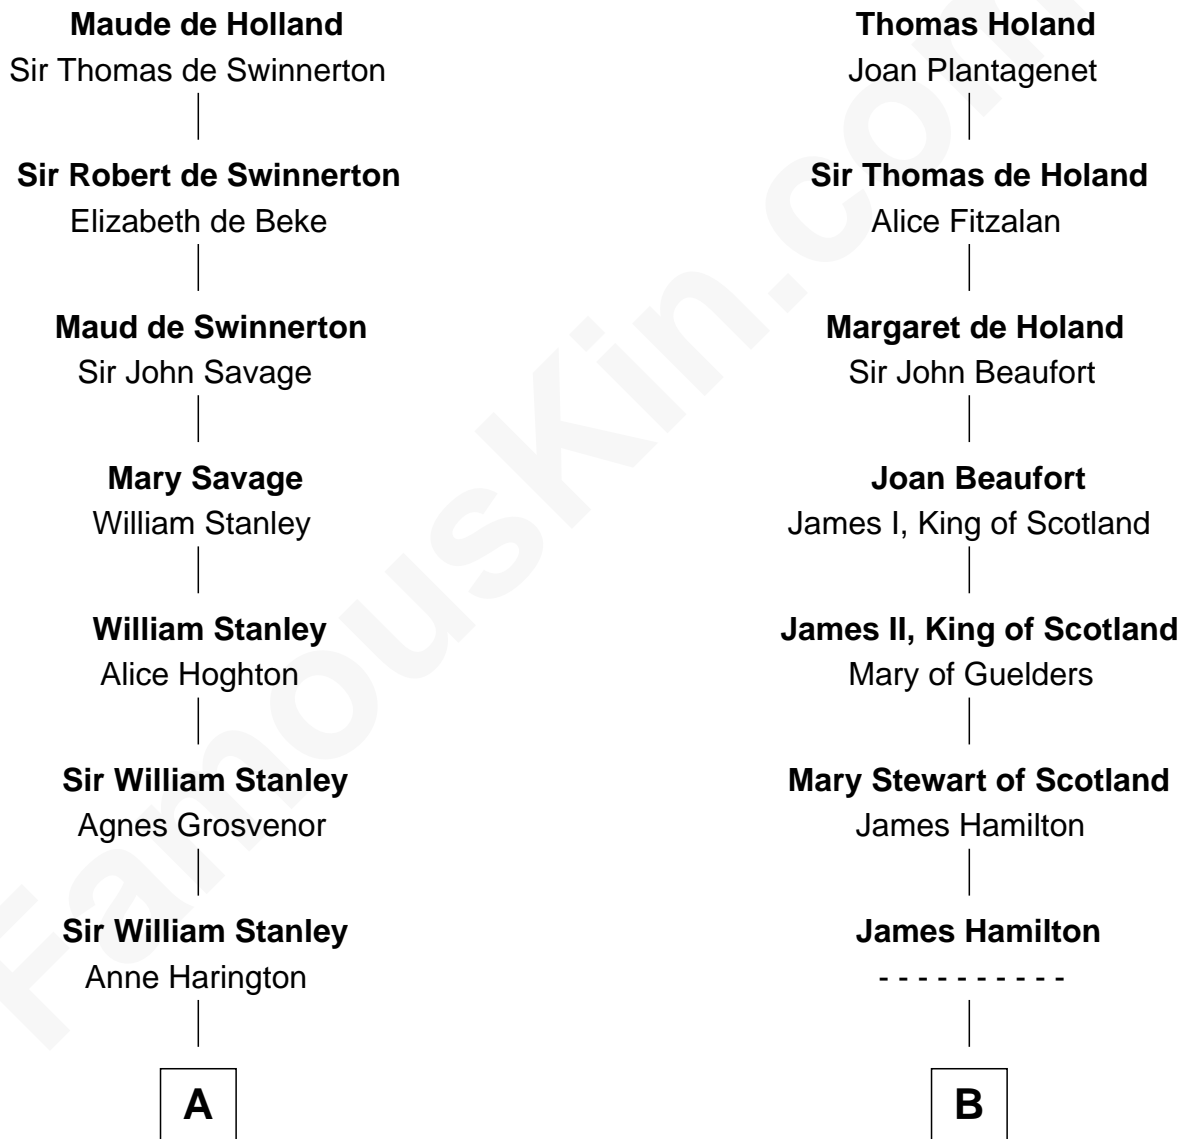 Maude de Holland
Sir Thomas de Swinnerton
Sir Robert de Swinnerton
Elizabeth de Beke
Maud de Swinnerton
Sir John Savage
Mary Savage
William Stanley
William Stanley
Alice Hoghton
Sir William Stanley
Agnes Grosvenor
Sir William Stanley
Anne Harington
A
Thomas Holand
Joan Plantagenet
Sir Thomas de Holand
Alice Fitzalan
Margaret de Holand
Sir John Beaufort
Joan Beaufort
James I, King of Scotland
James II, King of Scotland
Mary of Guelders
Mary Stewart of Scotland
James Hamilton
James Hamilton
- - - - - - - - - -
B
FamousKin.com